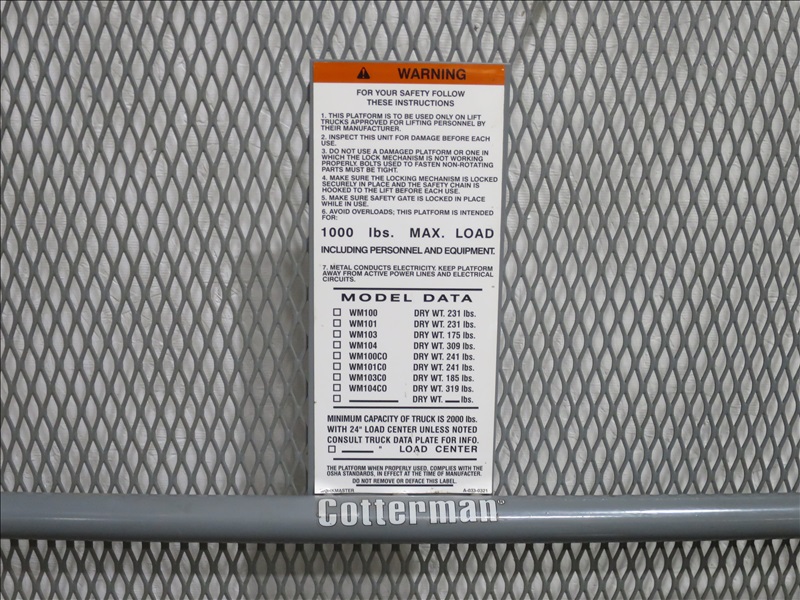 WARNING
FOR YOUR SAFETY FOLLOW
THESE INSTRUCTIONS
1. THIS PLATFORM IS TO BE USED ONLY ON LIFT
TRUCKS APPROVED FOR LIFTING PERSONNEL BY
THEIR MANUFACTURER.
2. INSPECT THIS UNIT FOR DAMAGE BEFORE EACH
USE.
3. DO NOT USE A DAMAGED PLATFORM OR ONE IN
WHICH THE LOCK MECHANISM IS NOT WORKING
PROPERLY. BOLTS USED TO FASTEN NON-ROTATING
PARTS MUST BE TIGHT.
4. MAKE SURE THE LOCKING MECHANISM IS LOCKED
SECURELY IN PLACE AND THE SAFETY CHAIN IS
HOOKED TO THE LIFT BEFORE EACH USE.
5. MAKE SURE SAFETY GATE IS LOCKED IN PLACE
WHILE IN USE.
6. AVOID OVERLOADS; THIS PLATFORM IS INTENDED
FOR:
1000 lbs. MAX. LOAD
INCLUDING PERSONNEL AND EQUIPMENT.
7. METAL CONDUCTS ELECTRICITY. KEEP PLATFORM
AWAY FROM ACTIVE POWER LINES AND ELECTRICAL
CIRCUITS.
MODEL DATA
WM100 DRY WT. 231 lbs.
WM101 DRY WT. 231 lbs.
WM103 DRY WT. 175 lbs.
WM104 DRY WT. 309 lbs.
WM100C0 DRY WT. 241 lbs.
WM101C0 DRY WT. 241 lbs.
WM103C0 DRY WT. 185 lbs.
WM104C0 DRY WT. 319 lbs.
DRY WT. ___ lbs.
MINIMUM CAPACITY OF TRUCK IS 2000 lbs.
WITH 24" LOAD CENTER UNLESS NOTED
CONSULT TRUCK DATA PLATE FOR INFO.
____ " LOAD CENTER
THE PLATFORM WHEN PROPERLY USED, COMPLIES WITH THE
OSHA STANDARDS, IN EFFECT AT THE TIME OF MANUFACTER.
DO NOT REMOVE OR DEFACE THIS LABEL.
Cotterman